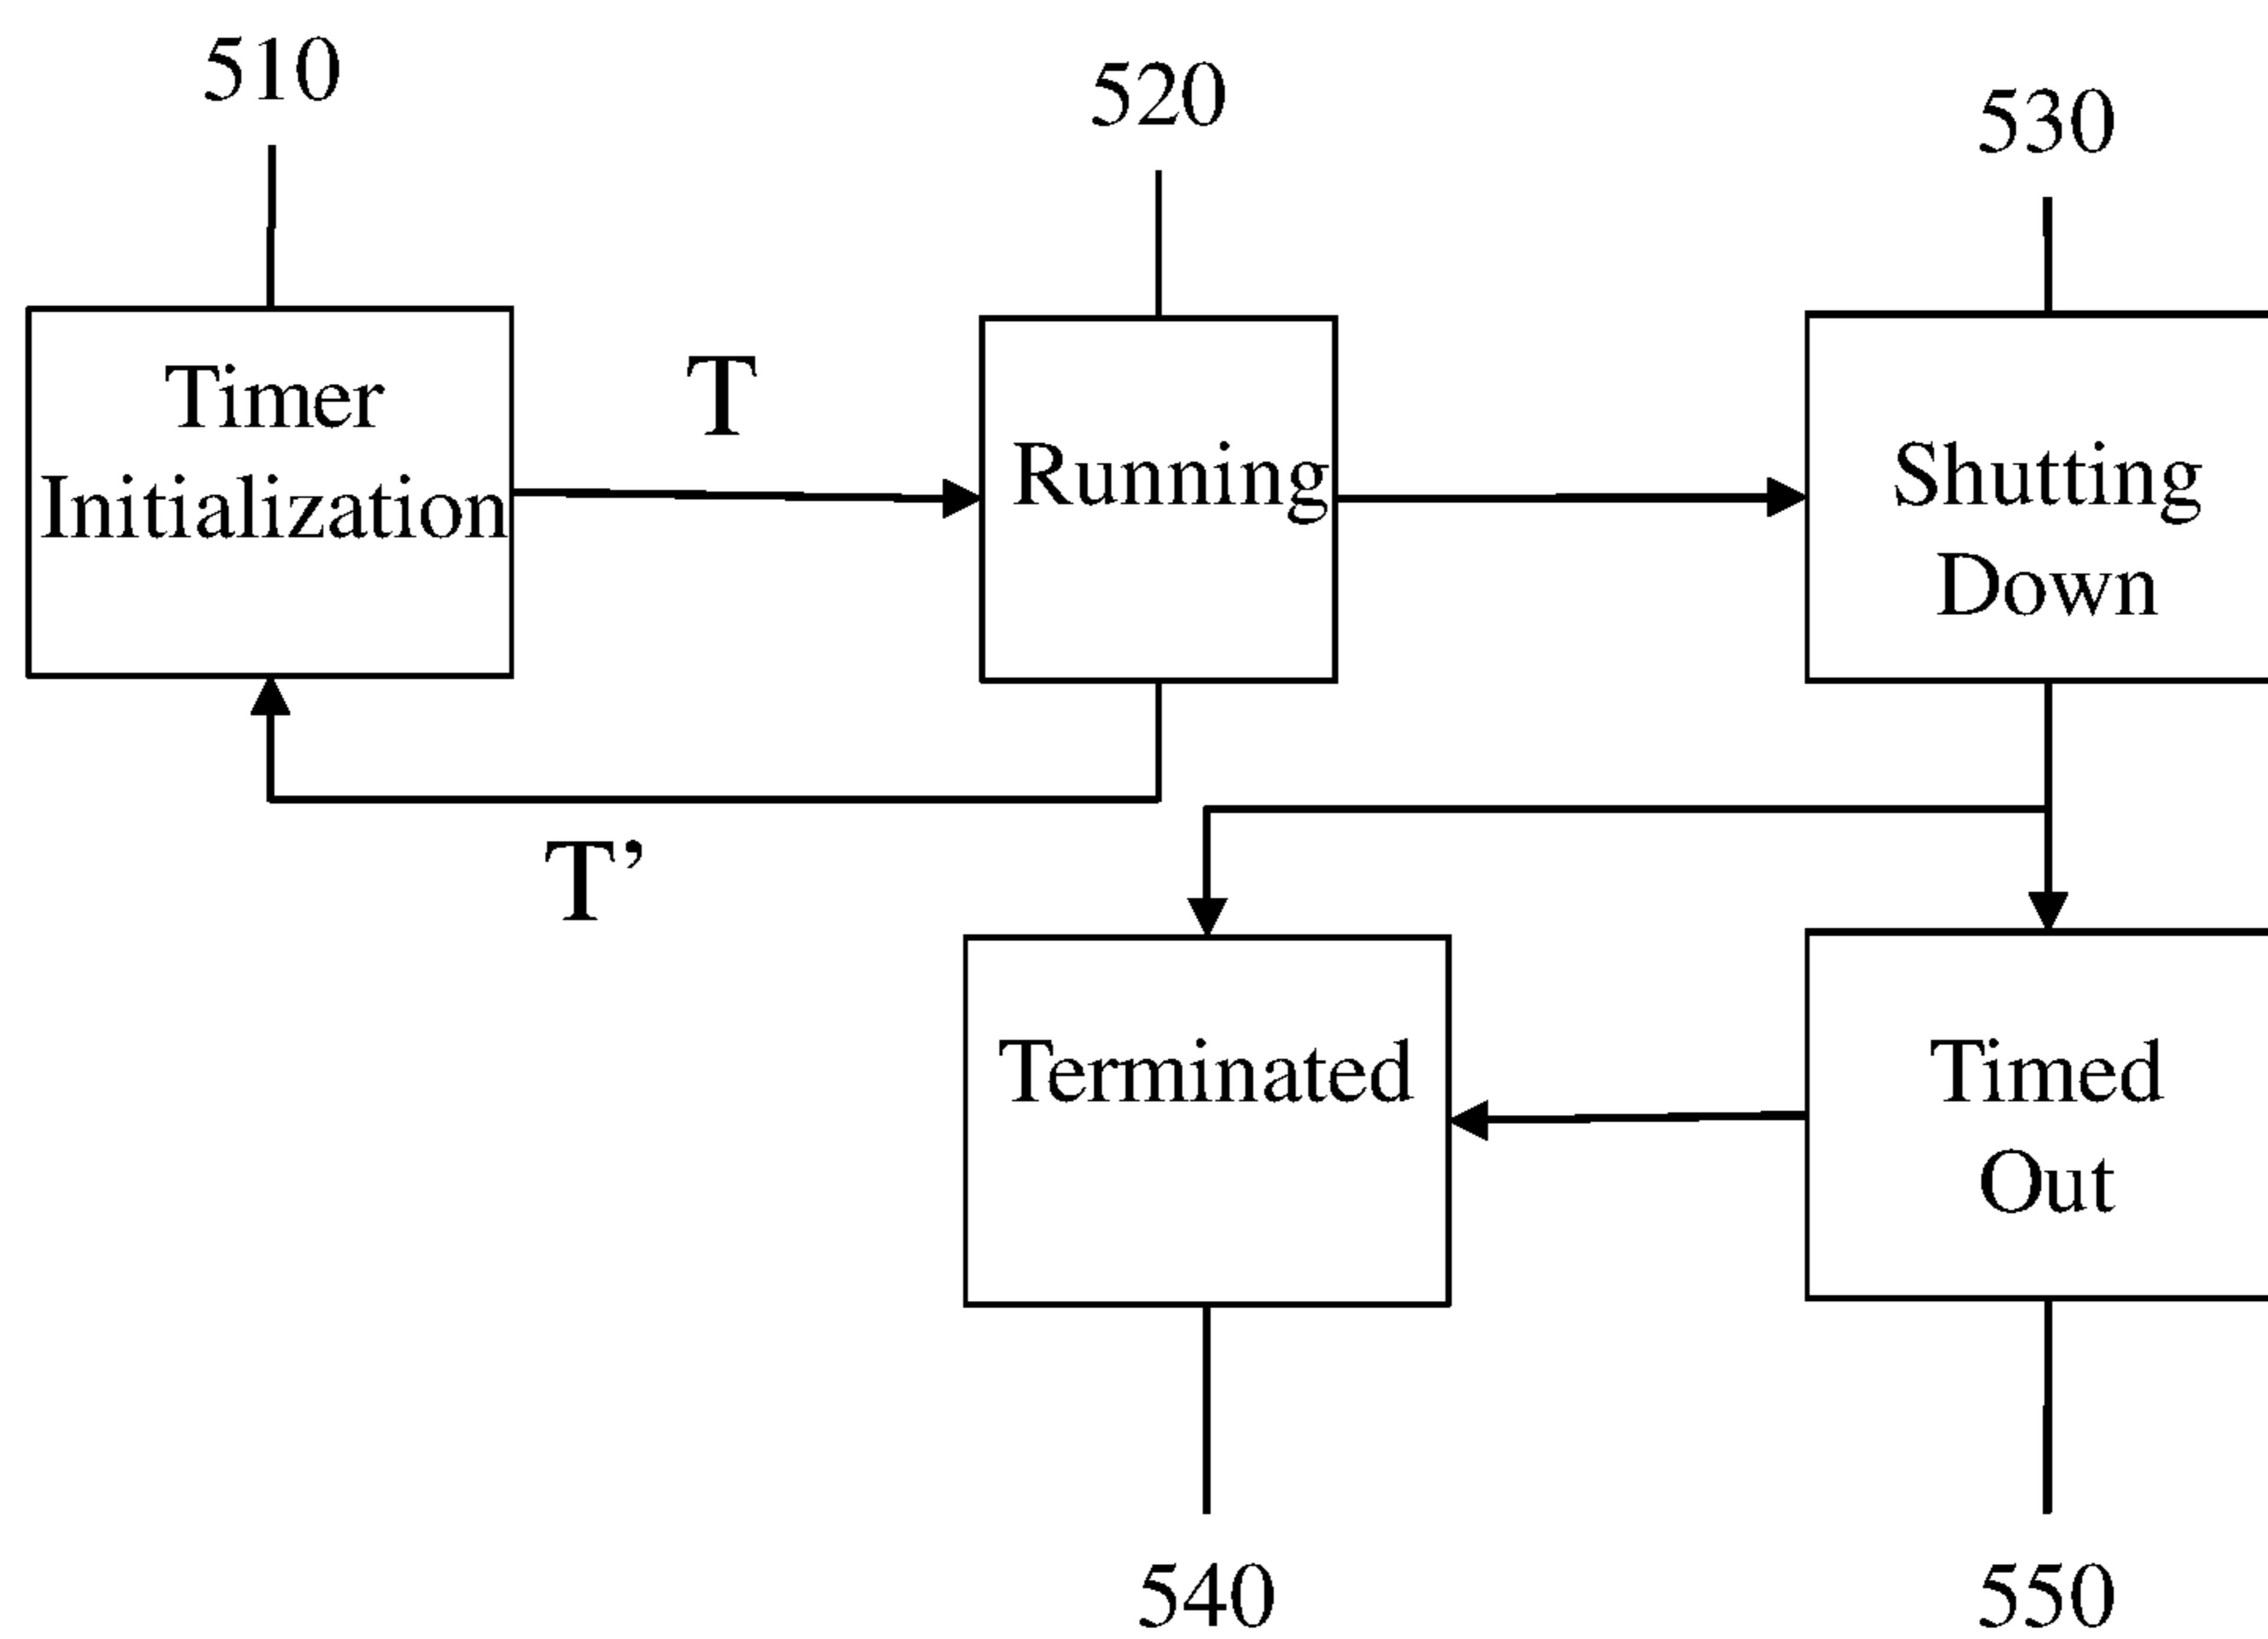 510
520
530
Timer
Initialization
T
Running
Shutting
Down
T’
Terminated
Timed
Out
540
550